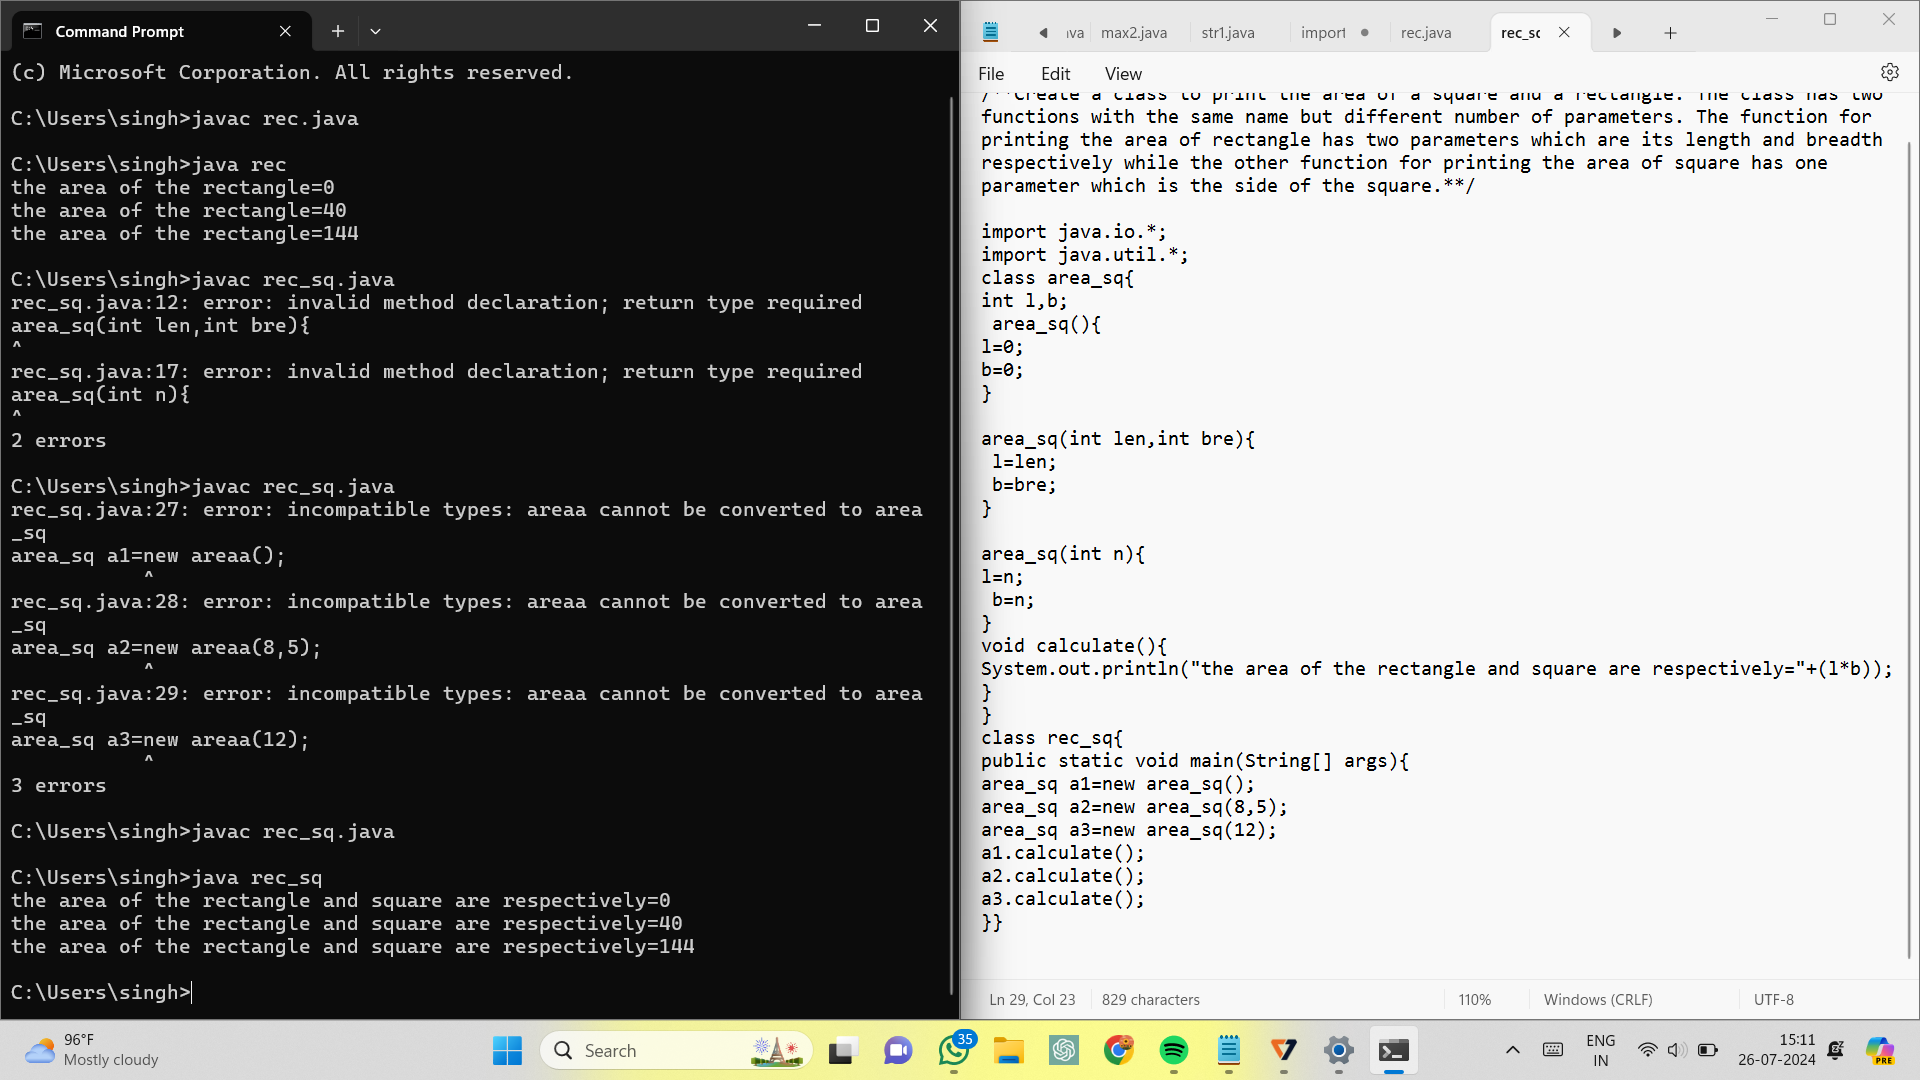 Command Prompt
(c) Microsoft Corporation. All rights reserved.
C:\Users\singh>javac rec.java
C:\Users\singh>java rec
the area of the rectangle=0
the area of the rectangle=40
the area of the rectangle=144
C:\Users\singh>javac rec_sq.java
rec_sq.java:12: error: invalid method declaration; return type required
area_sq(int len,int bre){
^
rec_sq.java:17: error: invalid method declaration; return type required
area_sq(int n){
^
2 errors
C:\Users\singh>javac rec_sq.java
rec_sq.java:27: error: incompatible types: areaa cannot be converted to area
_sq
area_sq a1=new areaa();
^
rec_sq.java:28: error: incompatible types: areaa cannot be converted to area
_sq
area_sq a2=new areaa(8,5);
^
rec_sq.java:29: error: incompatible types: areaa cannot be converted to area
_sq
area_sq a3=new areaa(12);
^
3 errors
C:\Users\singh>javac rec_sq.java
C:\Users\singh>java rec_sq
the area of the rectangle and square are respectively=0
the area of the rectangle and square are respectively=40
the area of the rectangle and square are respectively=144
C:\Users\singh>
va max2.java str1.java import rec.java rec_sq
File Edit View
/**Create a class to print the area of a square and a rectangle. The class has two
functions with the same name but different number of parameters. The function for
printing the area of rectangle has two parameters which are its length and breadth
respectively while the other function for printing the area of square has one
parameter which is the side of the square.**/
import java.io.*;
import java.util.*;
class area_sq{
int l,b;
area_sq(){
l=0;
b=0;
}
area_sq(int len,int bre){
l=len;
b=bre;
}
area_sq(int n){
l=n;
b=n;
}
void calculate(){
System.out.println("the area of the rectangle and square are respectively="+(l*b));
}
}
class rec_sq{
public static void main(String[] args){
area_sq a1=new area_sq();
area_sq a2=new area_sq(8,5);
area_sq a3=new area_sq(12);
a1.calculate();
a2.calculate();
a3.calculate();
}}
Ln 29, Col 23 829 characters 110% Windows (CRLF) UTF-8
96°F
Mostly cloudy
Search
35
ENG
IN
15:11
26-07-2024
PRE